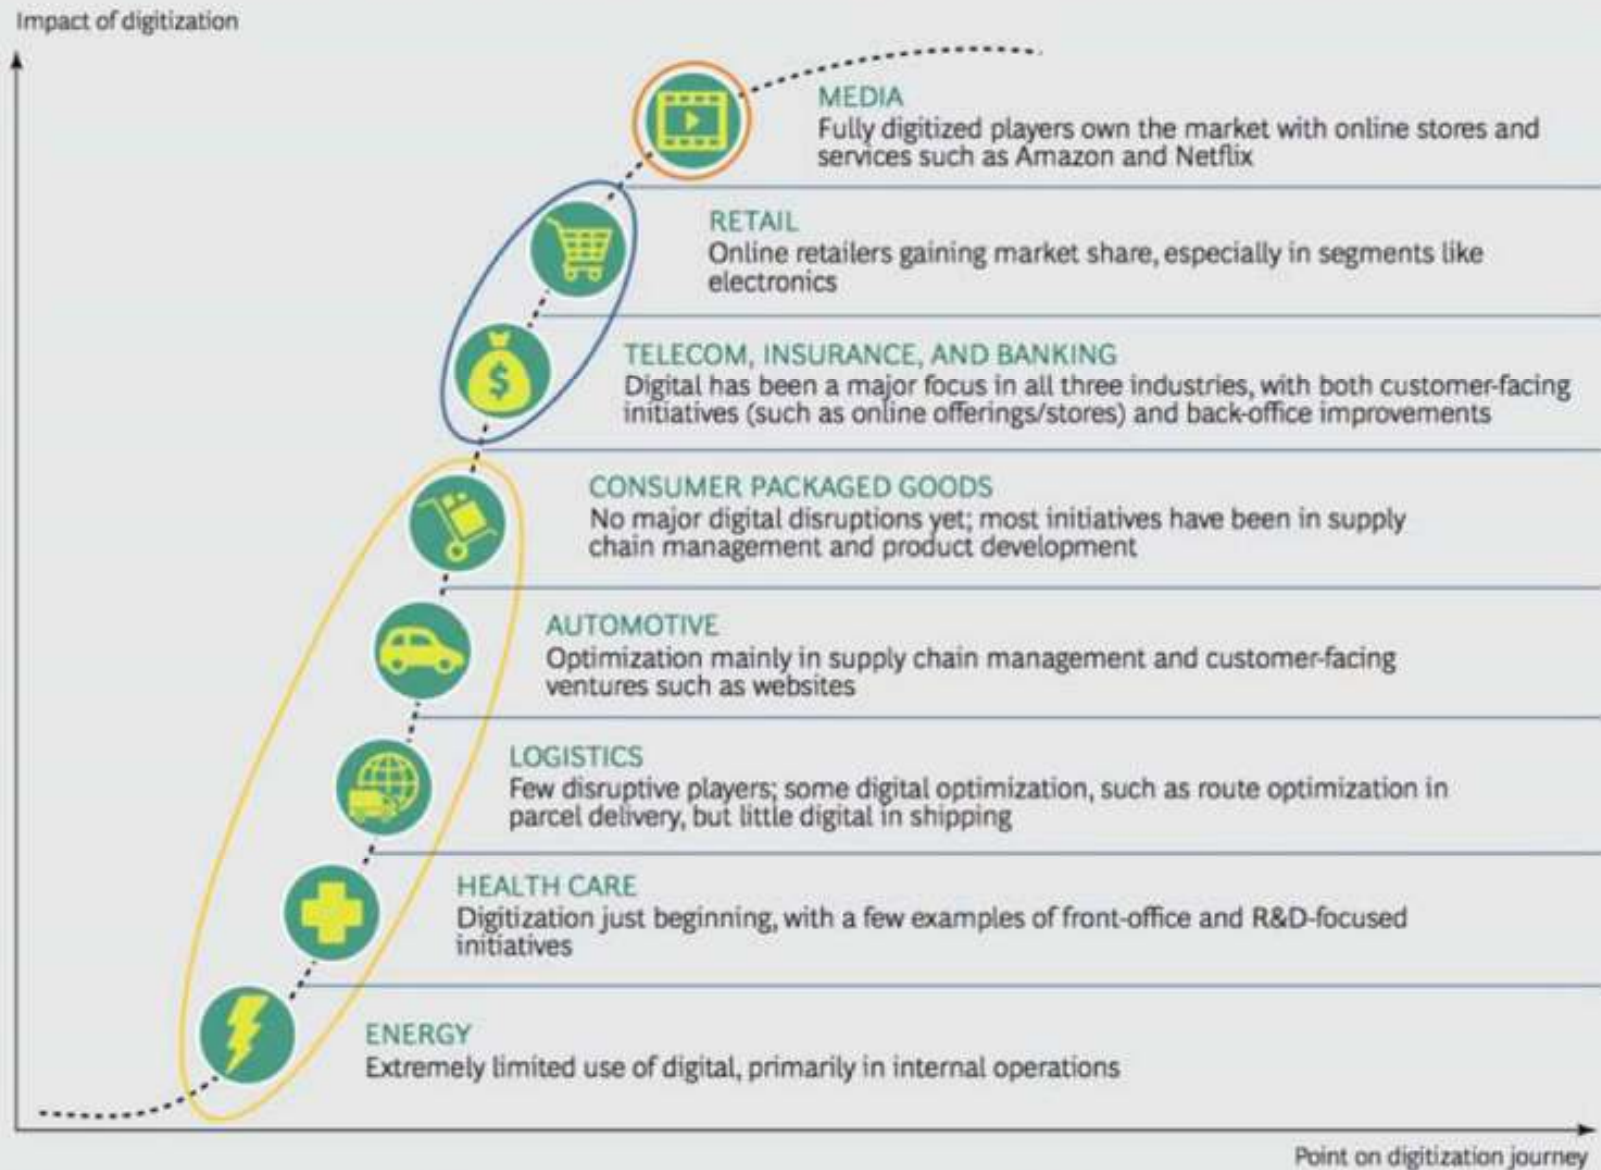 Impact of digitization
MEDIA
Fully digitized players own the market with online stores and
services such as Amazon and Netflix
RETAIL
Online retailers gaining market share, especially in segments like
electronics
$
TELECOM, INSURANCE, AND BANKING
Digital has been a major focus in all three industries, with both customer-facing
initiatives (such as online offerings/stores) and back-office improvements
CONSUMER PACKAGED GOODS
No major digital disruptions yet; most initiatives have been in supply
chain management and product development
AUTOMOTIVE
Optimization mainly in supply chain management and customer-facing
ventures such as websites
LOGISTICS
Few disruptive players; some digital optimization, such as route optimization in
parcel delivery, but little digital in shipping
HEALTH CARE
Digitization just beginning, with a few examples of front-office and R&D-focused
initiatives
ENERGY
Extremely limited use of digital, primarily in internal operations
Point on digitization journey